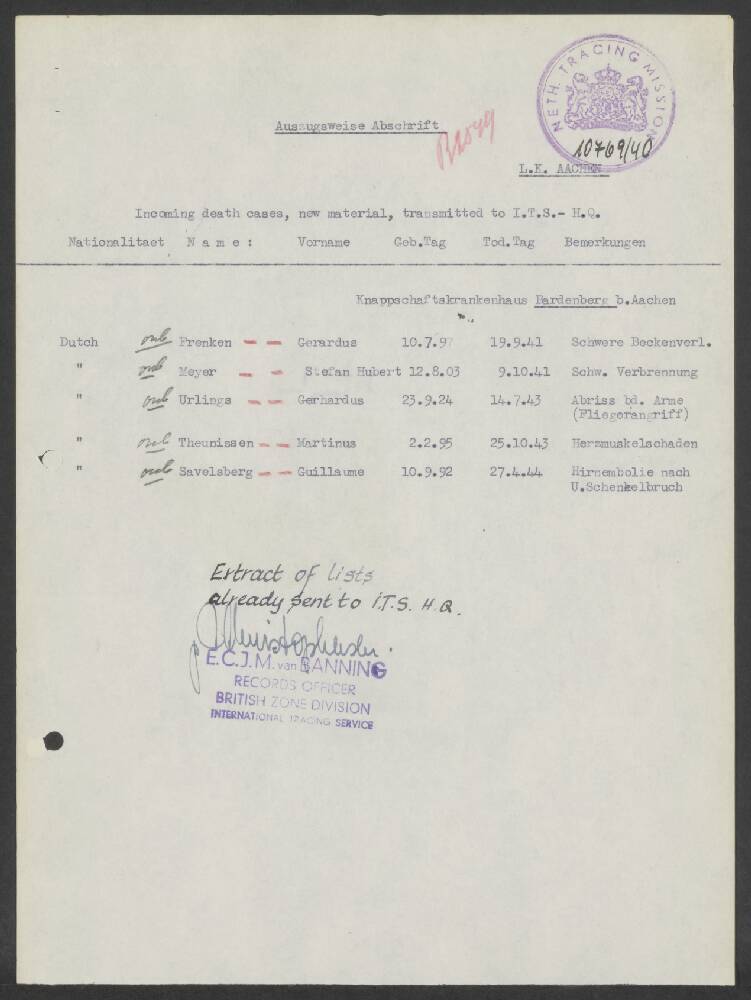 NETH. TRACING MISSION
Auszugsweise Abschrift
10769/40
L.K. AACHEN
Incoming death cases, new material, transmitted to I.T.S.- H.Q.
Nationalitaet N a m e : Vorname Geb.Tag Tod.Tag Bemerkungen
Knappschaftskrankenhaus Bardenberg b.Aachen
Dutch Frenken Gerardus 10.7.97 19.9.41 Schwere Beckenverl.
" Meyer Stefan Hubert 12.8.03 9.10.41 Schw. Verbrennung
" Urlings Gerhardus 23.9.24 14.7.43 Abriss bd. Arme
(Fliegerangriff)
" Theunissen Martinus 2.2.95 25.10.43 Herzmuskelschaden
" Savelsberg Guillaume 10.9.92 27.4.44 Hirnembolie nach
U.Schenkelbruch
Extract of lists
already sent to I.T.S. H.Q.
E.C.J.M. van BANNING
RECORDS OFFICER
BRITISH ZONE DIVISION
INTERNATIONAL TRACING SERVICE